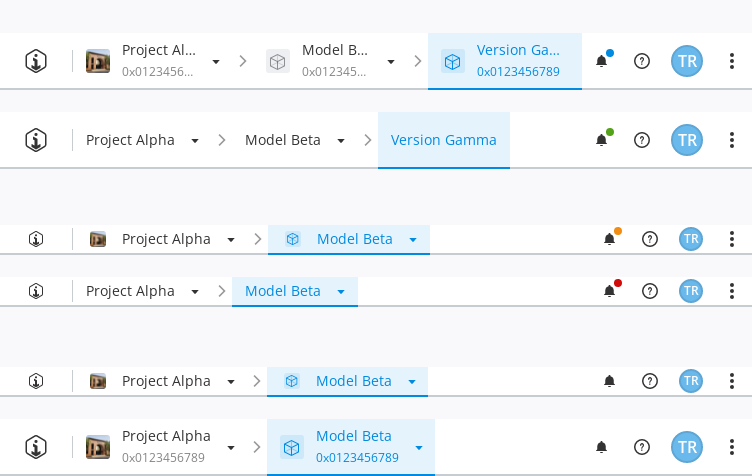 Project Al... Model B... Version Ga...
0x0123456... 0x012345... 0x0123456789 TR
Project Alpha Model Beta Version Gamma TR
Project Alpha Model Beta TR
Project Alpha Model Beta TR
Project Alpha Model Beta TR
Project Alpha Model Beta
0x0123456789 0x0123456789 TR